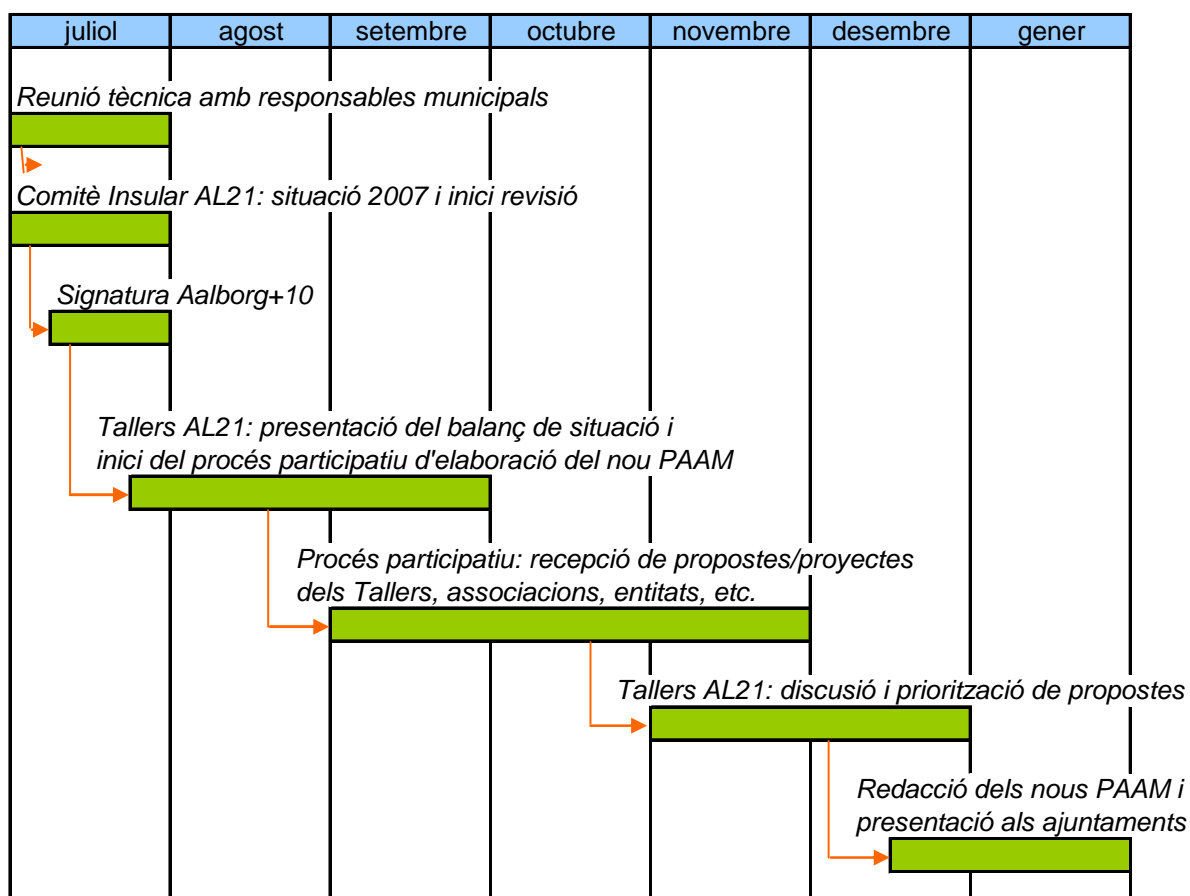 juliol agost setembre octubre novembre desembre gener
Reunió tècnica amb responsables municipals
Comitè Insular AL21: situació 2007 i inici revisió
Signatura Aalborg+10
Tallers AL21: presentació del balanç de situació i
inici del procés participatiu d'elaboració del nou PAAM
Procés participatiu: recepció de propostes/proyectes
dels Tallers, associacions, entitats, etc.
Tallers AL21: discusió i priorització de propostes
Redacció dels nous PAAM i
presentació als ajuntaments